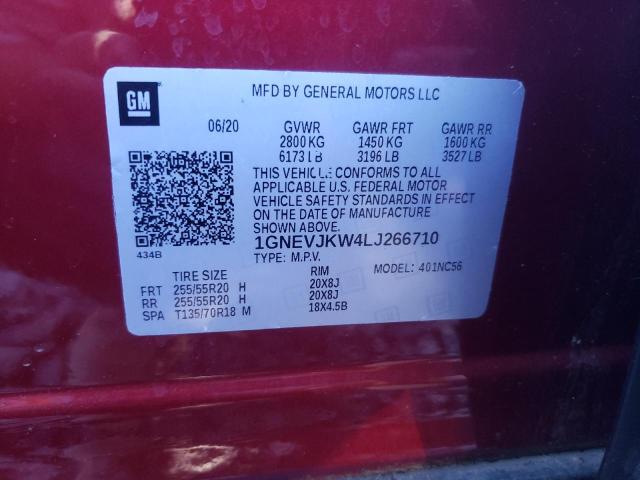 GM
MFD BY GENERAL MOTORS LLC
06/20 GVWR GAWR FRT GAWR RR
2800 KG 1450 KG 1600 KG
6173 LB 3196 LB 3527 LB
THIS VEHICLE CONFORMS TO ALL
APPLICABLE U.S. FEDERAL MOTOR
VEHICLE SAFETY STANDARDS IN EFFECT
ON THE DATE OF MANUFACTURE
SHOWN ABOVE.
1GNEVJKW4LJ266710
434B
TYPE: M.P.V. MODEL: 401NC56
TIRE SIZE RIM
FRT 255/55R20 H 20X8J
RR 255/55R20 H 20X8J
SPA T135/70R18 M 18X4.5B